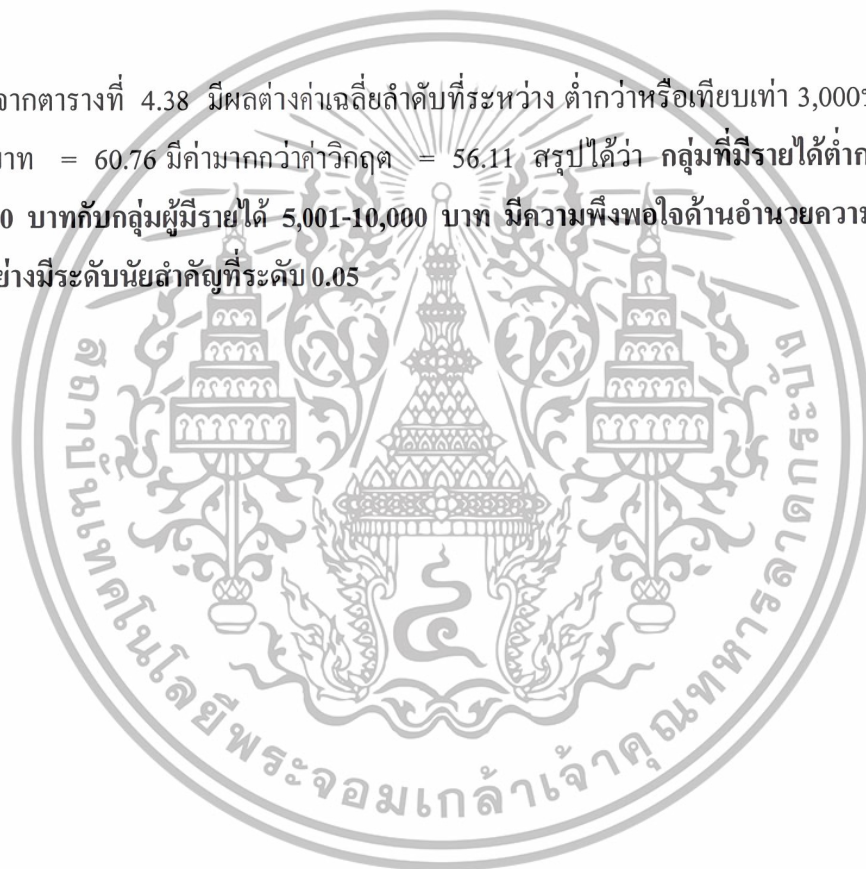 จากตารางที่ 4.38 มีผลต่างค่าเฉลี่ยลำดับที่ระหว่าง ต่ำกว่าหรือเทียบเท่า 3,000
บาท = 60.76 มีค่ามากกว่าค่าวิกฤต = 56.11 สรุปได้ว่า กลุ่มที่มีรายได้ต่ำก
0 บาทกับกลุ่มผู้มีรายได้ 5,001-10,000 บาท มีความพึงพอใจด้านอำนวยความ
ย่างมีระดับนัยสำคัญที่ระดับ 0.05
สถาบันเทคโนโลยีพระจอมเกล้าเจ้าคุณทหารลาดกระบัง
๔